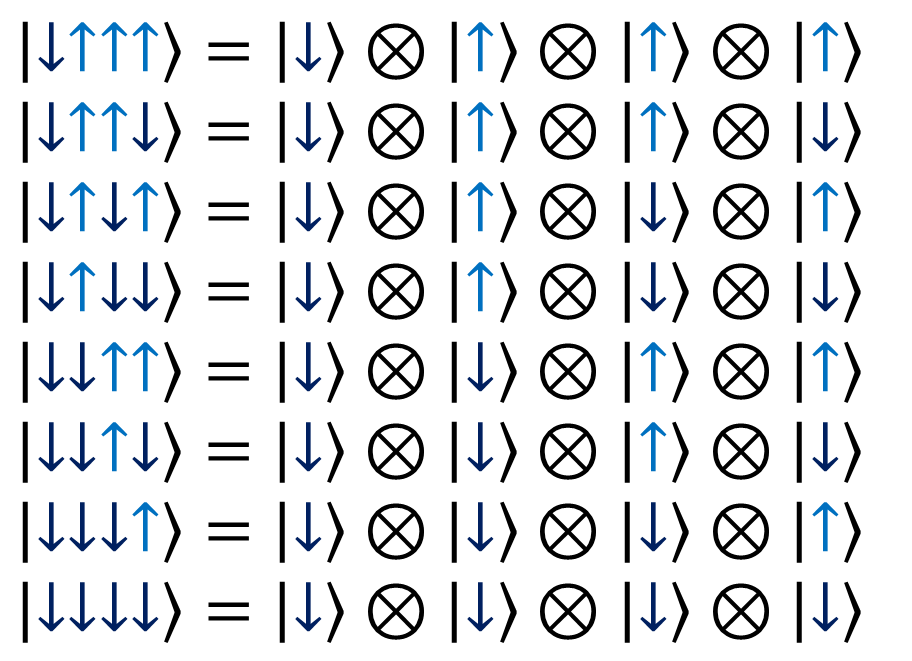 |↓↑↑↑⟩ = |↓⟩ ⊗ |↑⟩ ⊗ |↑⟩ ⊗ |↑⟩
|↓↑↑↓⟩ = |↓⟩ ⊗ |↑⟩ ⊗ |↑⟩ ⊗ |↓⟩
|↓↑↓↑⟩ = |↓⟩ ⊗ |↑⟩ ⊗ |↓⟩ ⊗ |↑⟩
|↓↑↓↓⟩ = |↓⟩ ⊗ |↑⟩ ⊗ |↓⟩ ⊗ |↓⟩
|↓↓↑↑⟩ = |↓⟩ ⊗ |↓⟩ ⊗ |↑⟩ ⊗ |↑⟩
|↓↓↑↓⟩ = |↓⟩ ⊗ |↓⟩ ⊗ |↑⟩ ⊗ |↓⟩
|↓↓↓↑⟩ = |↓⟩ ⊗ |↓⟩ ⊗ |↓⟩ ⊗ |↑⟩
|↓↓↓↓⟩ = |↓⟩ ⊗ |↓⟩ ⊗ |↓⟩ ⊗ |↓⟩